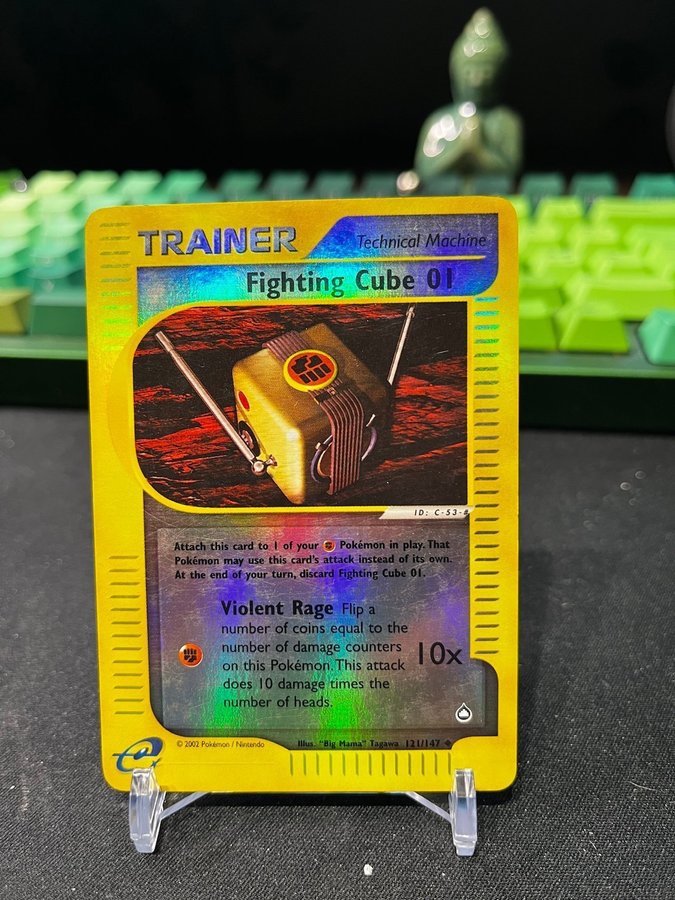 TRAINER
Technical Machine
Fighting Cube 01
ID: C-53-#
Attach this card to 1 of your Pokémon in play. That
Pokémon may use this card's attack instead of its own.
At the end of your turn, discard Fighting Cube 01.
Violent Rage Flip a
number of coins equal to the
number of damage counters
on this Pokémon. This attack
does 10 damage times the
number of heads.
10x
© 2002 Pokémon / Nintendo
Illus. "Big Mama" Tagawa 121/147
e